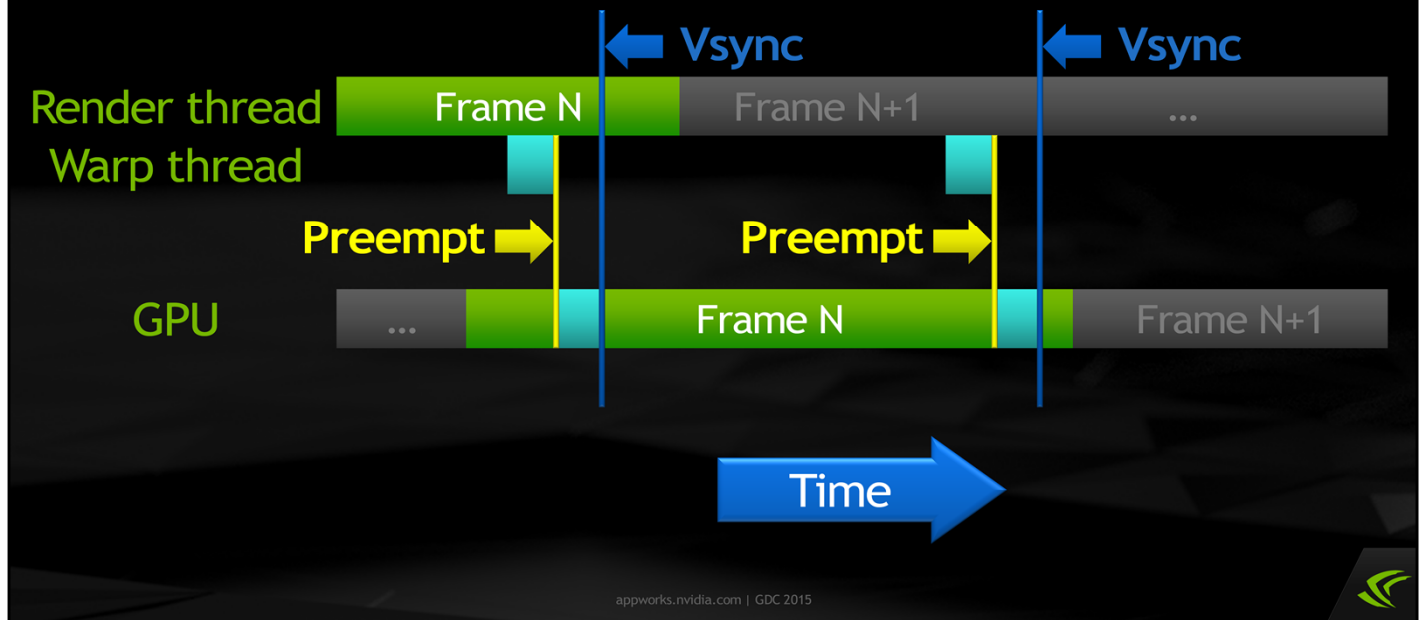 Vsync Vsync
Render thread Frame N Frame N+1 ...
Warp thread
Preempt Preempt
GPU ... Frame N Frame N+1
Time
appworks.nvidia.com | GDC 2015